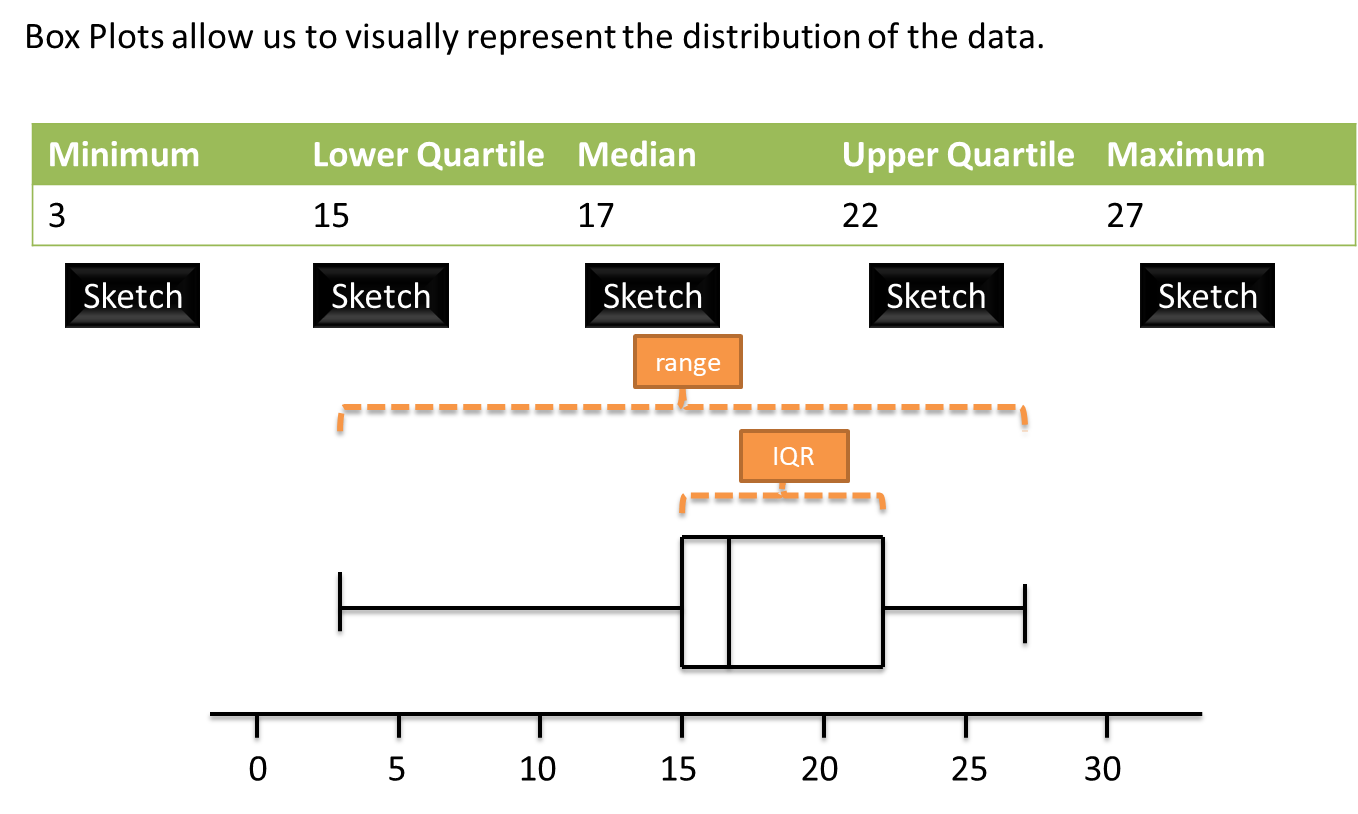 Box Plots allow us to visually represent the distribution of the data.
Minimum Lower Quartile Median Upper Quartile Maximum
3 15 17 22 27
Sketch Sketch Sketch Sketch Sketch
range
IQR
0 5 10 15 20 25 30